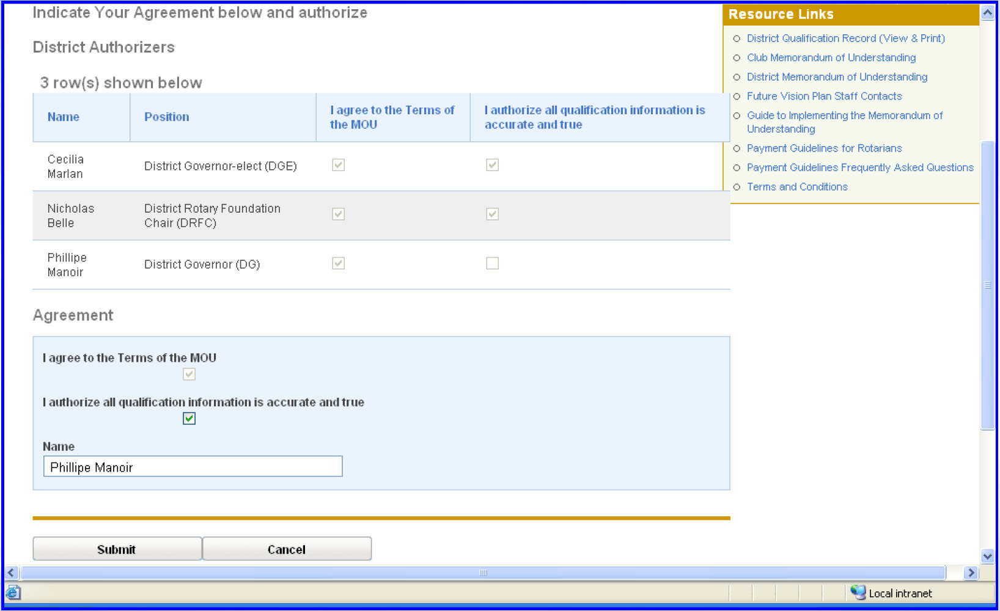 Indicate Your Agreement below and authorize
District Authorizers
3 row(s) shown below
Name
Position
I agree to the Terms of
the MOU
I authorize all qualification information is
accurate and true
Cecilia
Marlan
District Governor-elect (DGE)
Nicholas
Belle
District Rotary Foundation
Chair (DRFC)
Phillipe
Manoir
District Governor (DG)
Agreement
I agree to the Terms of the MOU
I authorize all qualification information is accurate and true
Name
Phillipe Manoir
Submit
Cancel
Resource Links
District Qualification Record (View & Print)
Club Memorandum of Understanding
District Memorandum of Understanding
Future Vision Plan Staff Contacts
Guide to Implementing the Memorandum of
Understanding
Payment Guidelines for Rotarians
Payment Guidelines Frequently Asked Questions
Terms and Conditions
Local intranet